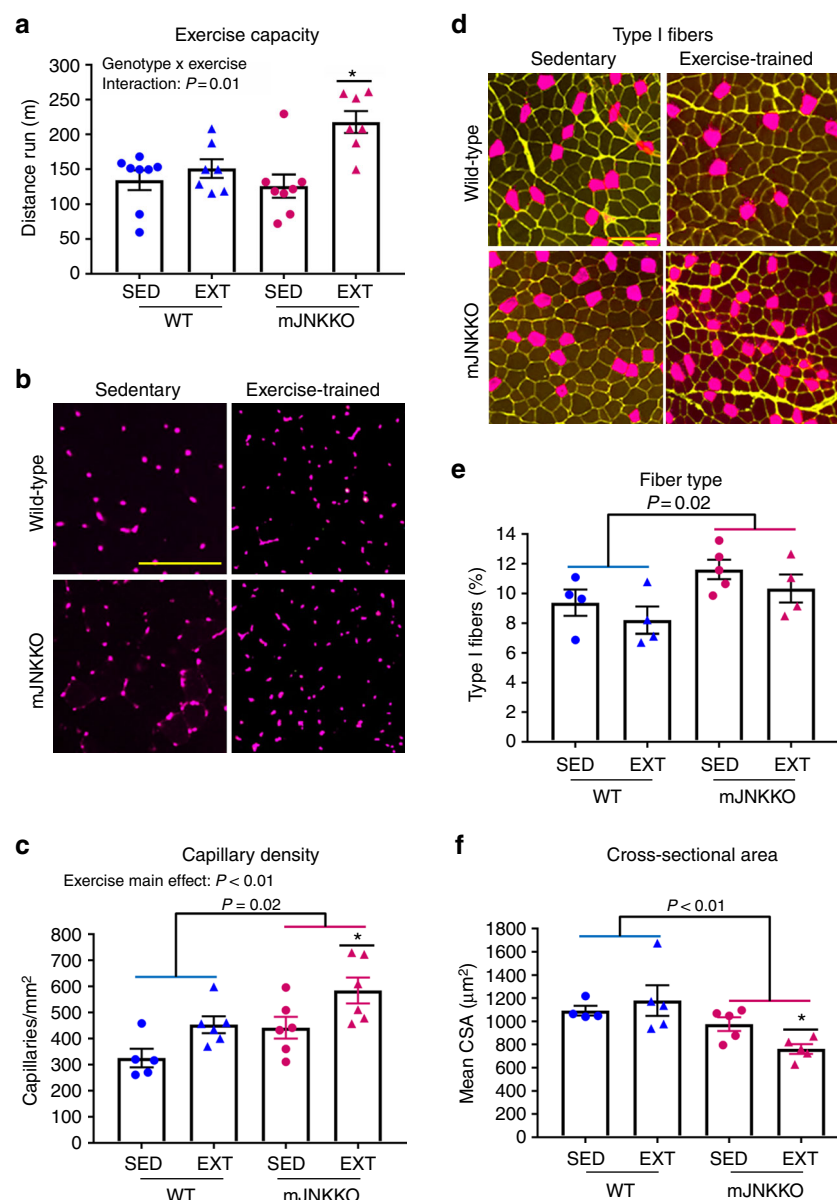 a
Exercise capacity
Genotype x exercise
Interaction: P = 0.01
*
300
250
200
150
100
50
0
Distance run (m)
SED EXT SED EXT
WT mJNKKO
b
Sedentary Exercise-trained
Wild-type
mJNKKO
c
Capillary density
Exercise main effect: P < 0.01
P = 0.02
*
800
700
600
500
400
300
200
100
0
Capillaries/mm²
SED EXT SED EXT
WT mJNKKO
d
Type I fibers
Sedentary Exercise-trained
Wild-type
mJNKKO
e
Fiber type
P = 0.02
14
12
10
8
6
4
2
0
Type I fibers (%)
SED EXT SED EXT
WT mJNKKO
f
Cross-sectional area
P < 0.01
*
1800
1600
1400
1200
1000
800
600
400
200
0
Mean CSA (μm²)
SED EXT SED EXT
WT mJNKKO